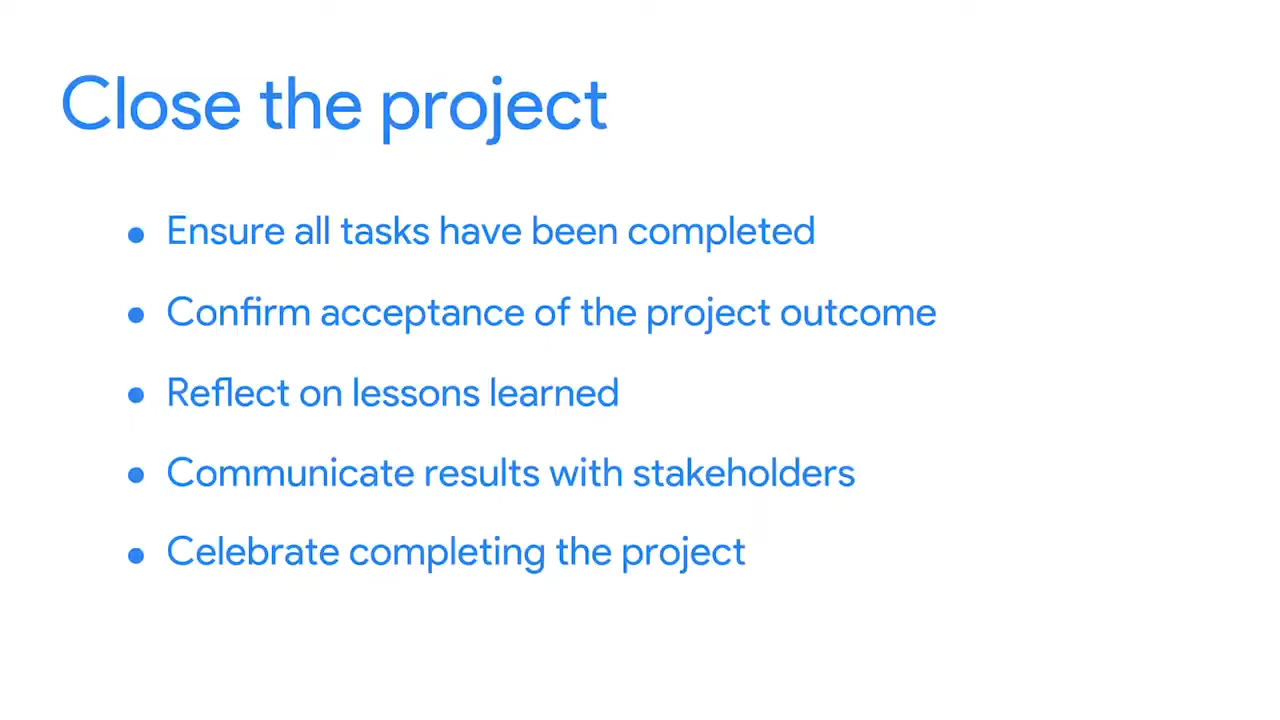 Close the project
• Ensure all tasks have been completed
• Confirm acceptance of the project outcome
• Reflect on lessons learned
• Communicate results with stakeholders
• Celebrate completing the project